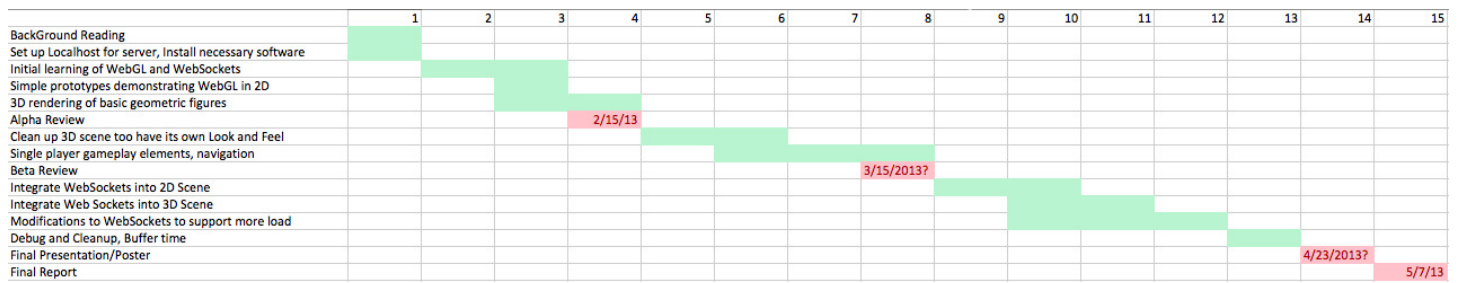 1 2 3 4 5 6 7 8 9 10 11 12 13 14 15
BackGround Reading
Set up Localhost for server, Install necessary software
Initial learning of WebGL and WebSockets
Simple prototypes demonstrating WebGL in 2D
3D rendering of basic geometric figures
Alpha Review 2/15/13
Clean up 3D scene too have its own Look and Feel
Single player gameplay elements, navigation
Beta Review 3/15/2013?
Integrate WebSockets into 2D Scene
Integrate Web Sockets into 3D Scene
Modifications to WebSockets to support more load
Debug and Cleanup, Buffer time
Final Presentation/Poster 4/23/2013?
Final Report 5/7/13